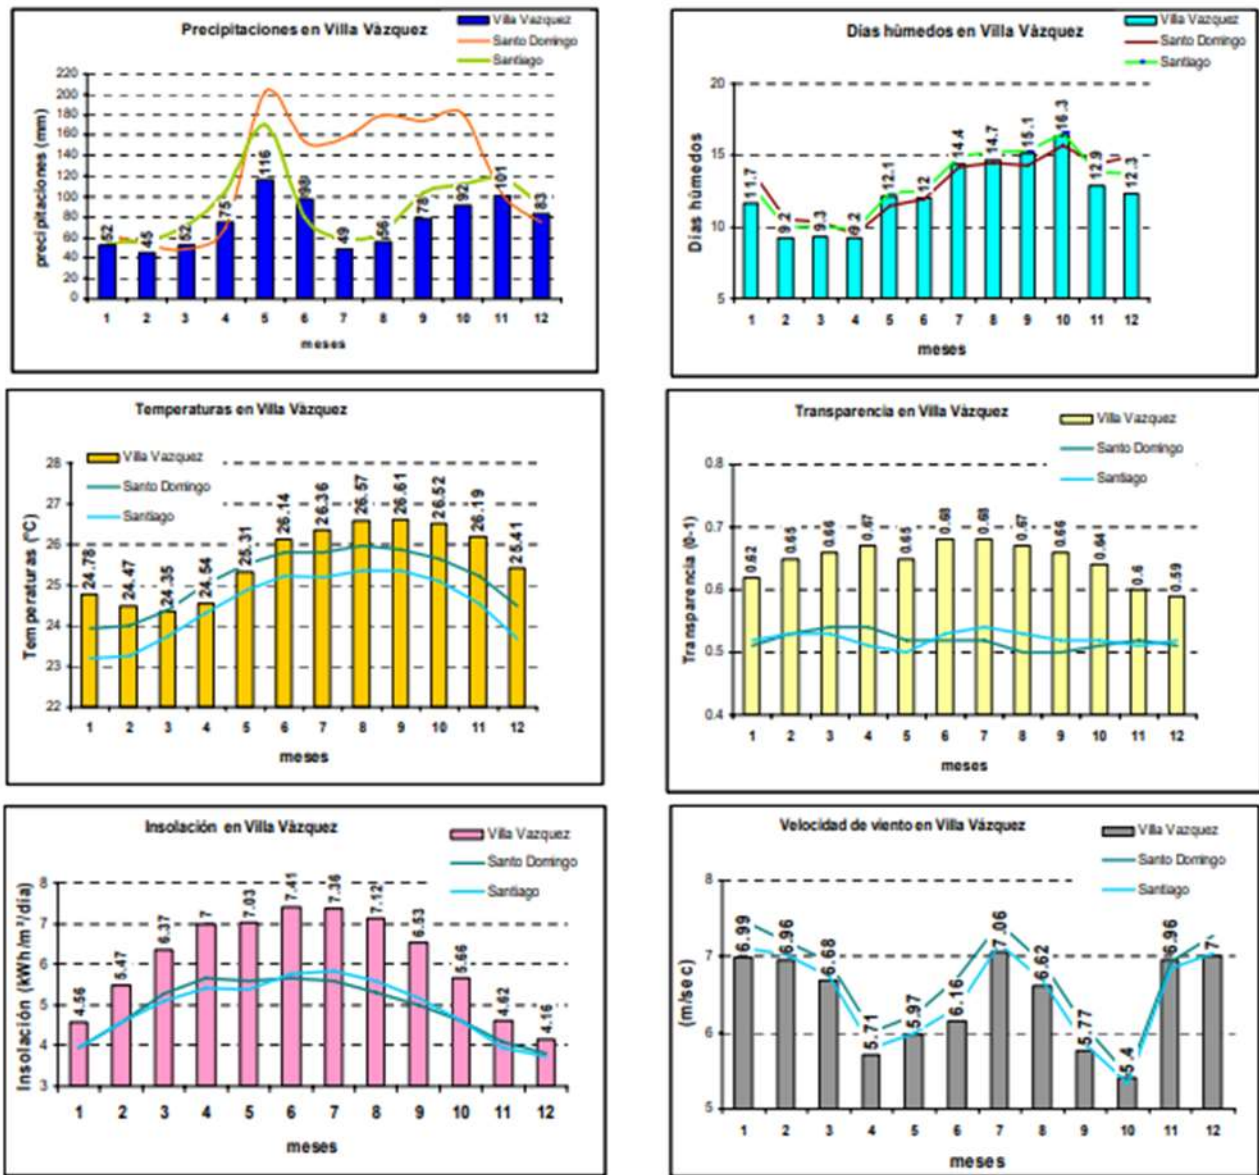 Precipitaciones en Villa Vàzquez
Villa Vazquez
Santo Domingo
Santiago
precipitaciones (mm)
220
200
180
160
140
120
100
80
60
40
20
0
52
45
52
75
116
98
49
56
78
92
101
83
1 2 3 4 5 6 7 8 9 10 11 12
meses
Días hùmedos en Villa Vàzquez
Villa Vazquez
Santo Domingo
Santiago
Días hùmedos
20
15
10
5
11.7
9.2
9.3
9.2
12.1
12
14.4
14.7
15.1
16.3
12.9
12.3
1 2 3 4 5 6 7 8 9 10 11 12
meses
Temperaturas en Villa Vàzquez
Villa Vazquez
Santo Domingo
Santiago
Temperaturas (°C)
28
27
26
25
24
23
22
24.78
24.47
24.35
24.54
25.31
26.14
26.36
26.57
26.61
26.52
26.19
25.41
1 2 3 4 5 6 7 8 9 10 11 12
meses
Transparencia en Villa Vàzquez
Villa Vazquez
Santo Domingo
Santiago
Transparencia (0-1)
0.8
0.7
0.6
0.5
0.4
0.62
0.65
0.66
0.67
0.65
0.68
0.68
0.67
0.66
0.64
0.6
0.59
1 2 3 4 5 6 7 8 9 10 11 12
meses
Insolación en Villa Vàzquez
Villa Vazquez
Santo Domingo
Santiago
Insolación (kWh/m²/día)
8
7
6
5
4
3
4.56
5.47
6.37
7
7.03
7.41
7.36
7.12
6.53
5.66
4.62
4.16
1 2 3 4 5 6 7 8 9 10 11 12
meses
Velocidad de viento en Villa Vàzquez
Villa Vazquez
Santo Domingo
Santiago
(m/sec)
8
7
6
5
6.99
6.96
6.68
5.71
5.97
6.16
7.06
6.62
5.77
5.4
6.96
7
1 2 3 4 5 6 7 8 9 10 11 12
meses